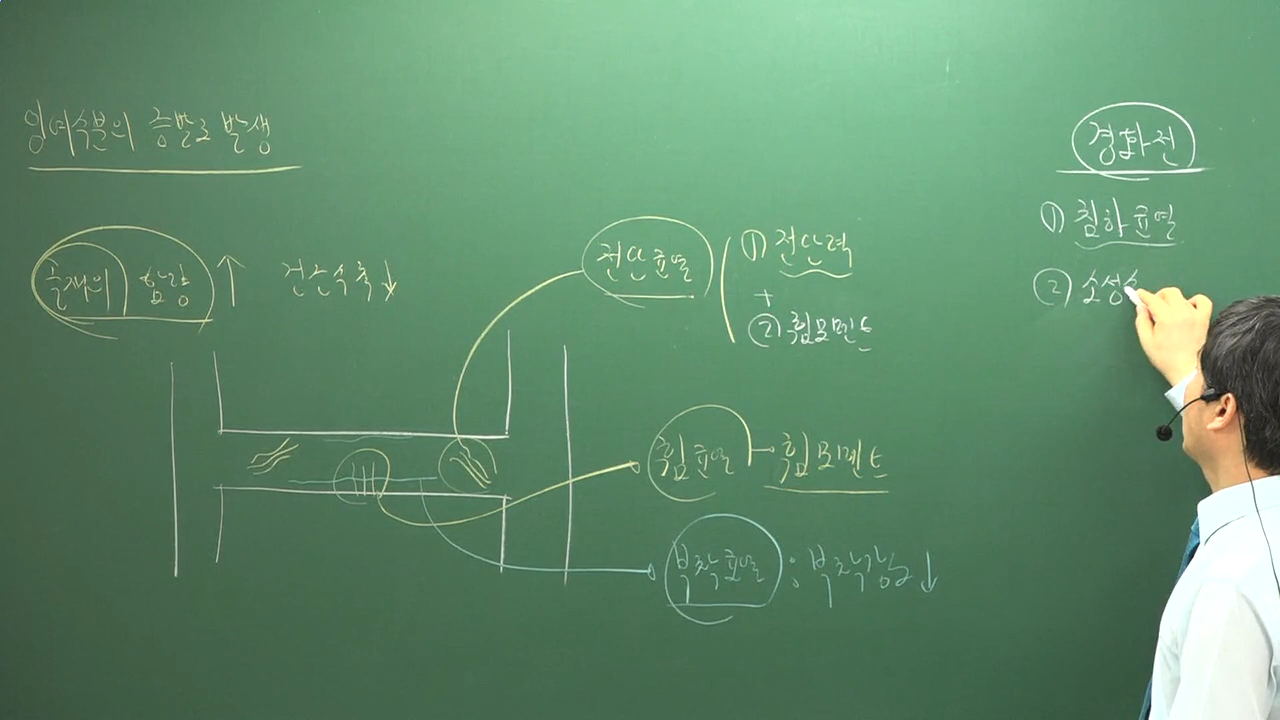 잉여수분의 증발로 발생
골재의 함량 ↑ 건조수축 ↓
전단균열 ① 전단력
+
② 휨모멘트
휨균열 휨모멘트
부착균열 : 부착강도 ↓
경화전
① 침하균열
② 소성수